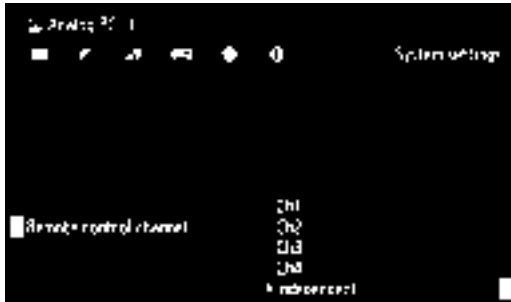 Analog PC 1
System settings
Ch1
Remote control channel Ch2
Ch3
Ch4
Independent